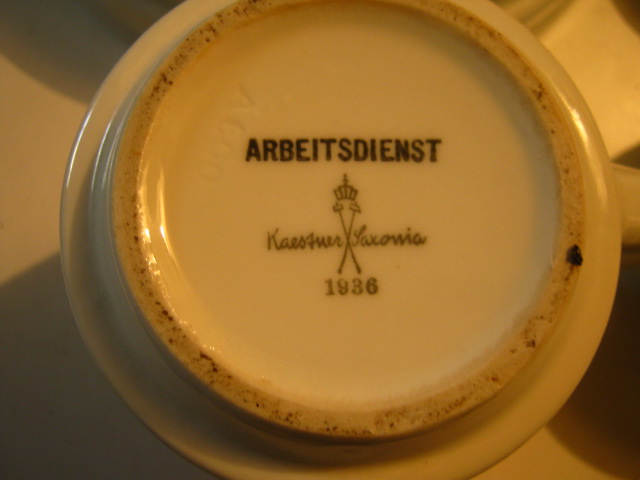 ARBEITSDIENST
Kaestner Saxonia
1936